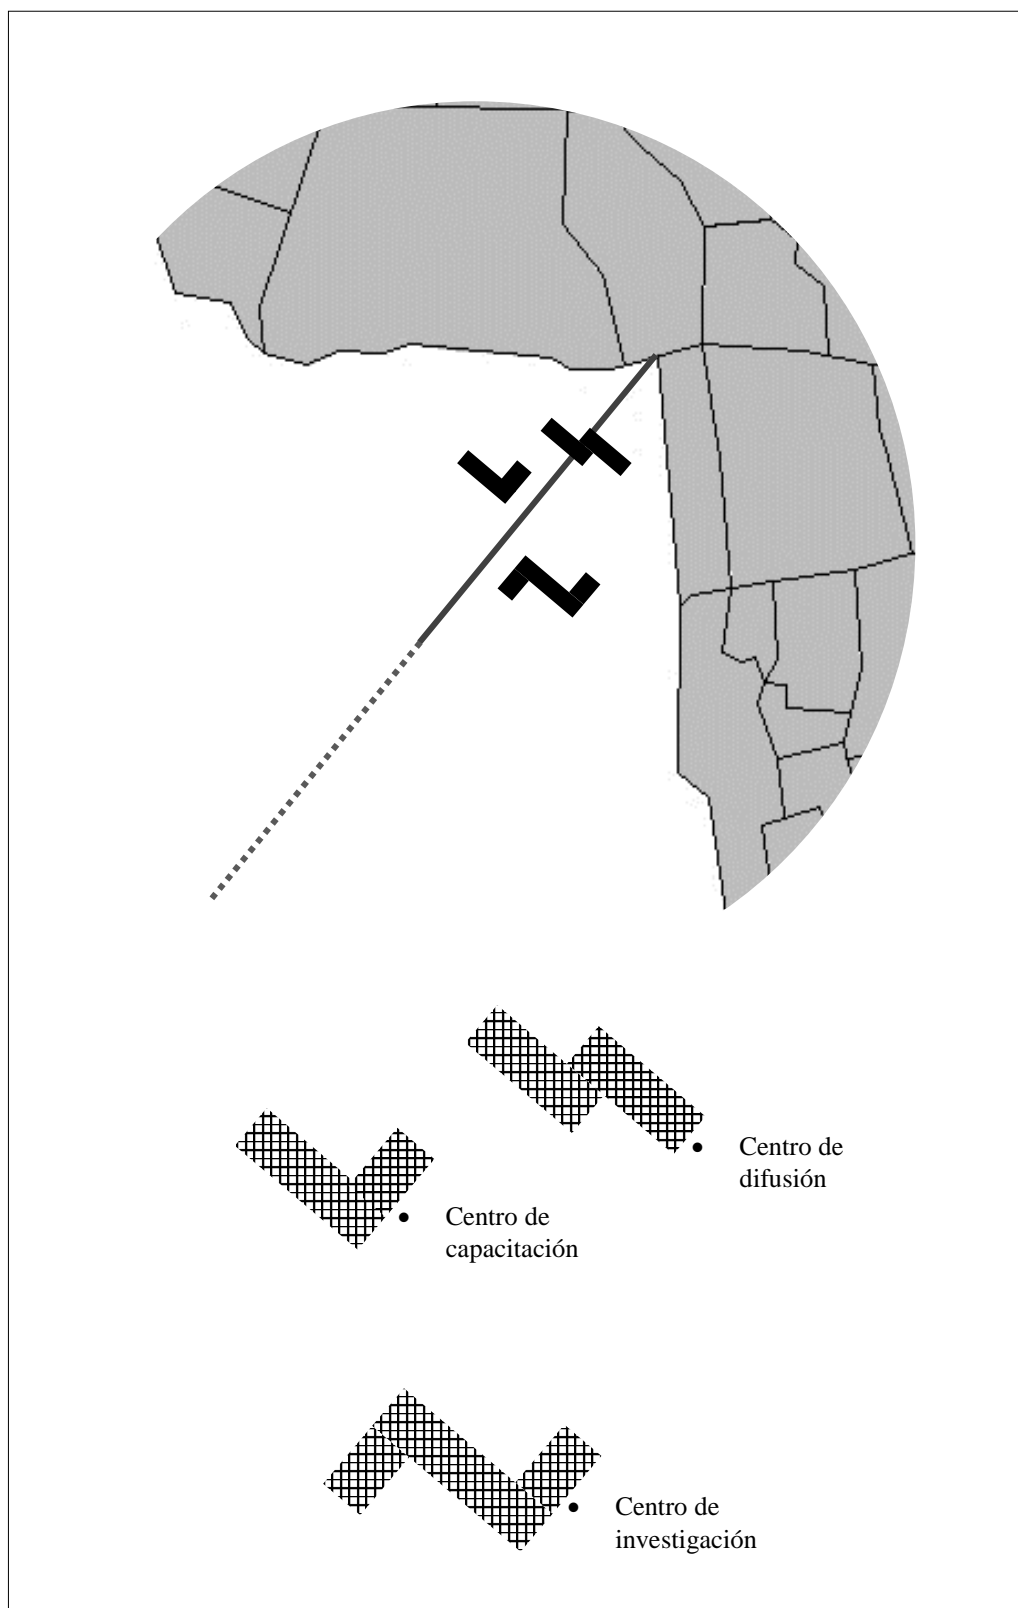 Centro de
difusión
Centro de
capacitación
Centro de
investigación